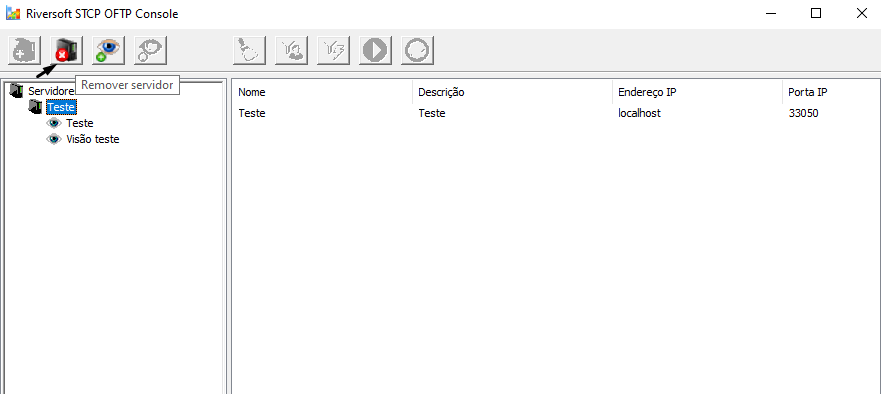 Riversoft STCP OFTP Console
Remover servidor
Teste
Teste
Visão teste
Nome Descrição Endereço IP Porta IP
Teste Teste localhost 33050